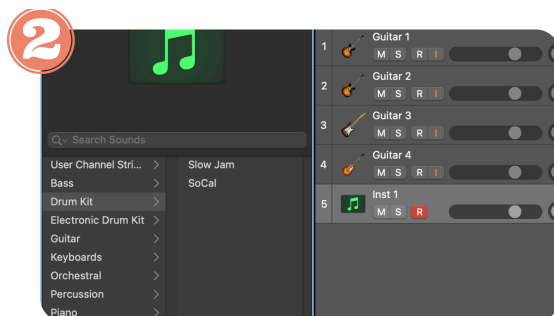 2
Search Sounds
User Channel Stri...
Bass
Drum Kit
Electronic Drum Kit
Guitar
Keyboards
Orchestral
Percussion
Piano
Slow Jam
SoCal
1
Guitar 1
M S R I
2
Guitar 2
M S R I
3
Guitar 3
M S R I
4
Guitar 4
M S R I
5
Inst 1
M S R